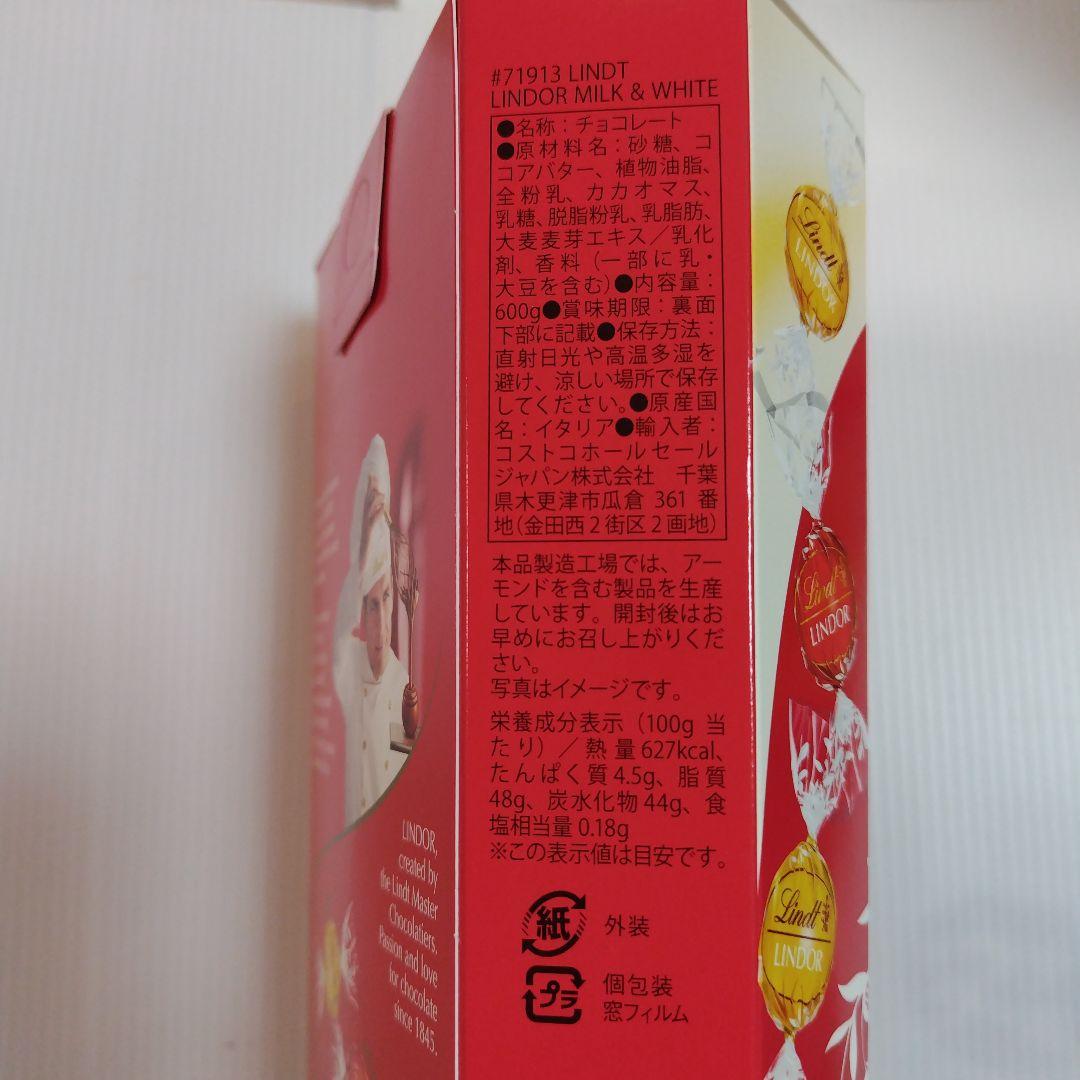 #71913 LINDT
LINDOR MILK & WHITE
●名称：チョコレート
●原材料名：砂糖、コ
コアバター、植物油脂、
全粉乳、カカオマス、
乳糖、脱脂粉乳、乳脂肪、
大麦麦芽エキス／乳化
剤、香料（一部に乳・
大豆を含む）●内容量：
600g●賞味期限：裏面
下部に記載●保存方法：
直射日光や高温多湿を
避け、涼しい場所で保存
してください。●原産国
名：イタリア●輸入者：
コストコホールセール
ジャパン株式会社 千葉
県木更津市瓜倉 361 番
地（金田西2街区2画地）
本品製造工場では、アー
モンドを含む製品を生産
しています。開封後はお
早めにお召し上がりくだ
さい。
写真はイメージです。
栄養成分表示（100g 当
たり）／熱量627kcal、
たんぱく質4.5g、脂質
48g、炭水化物44g、食
塩相当量0.18g
※この表示値は目安です。
紙 外装
プラ 個包装
窓フィルム
LINDOR,
created by
the Lindt Master
Chocolatiers.
Passion and love
for chocolate
since 1845.
Lindt
LINDOR
Lindt
LINDOR
Lindt
LINDOR